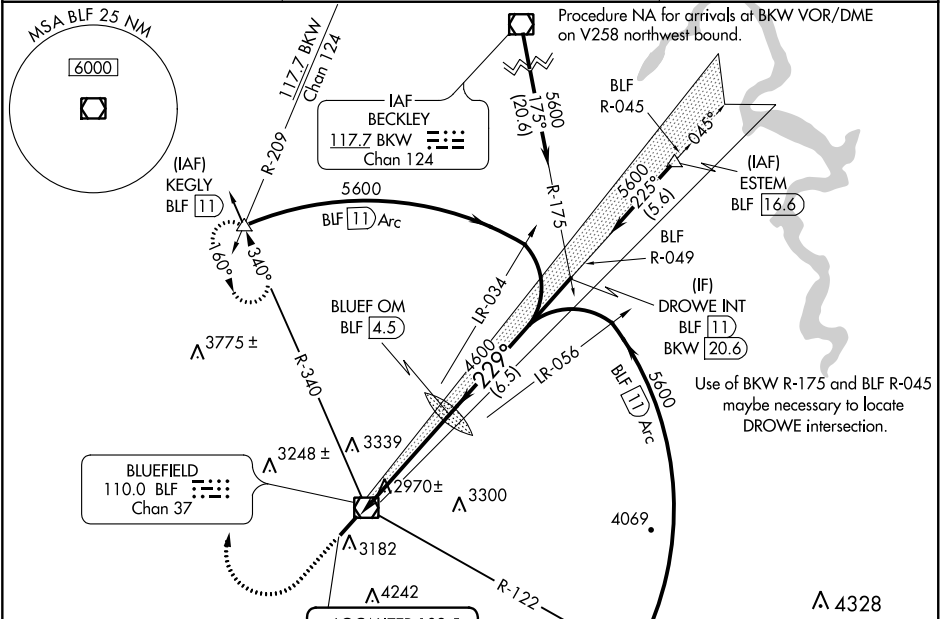 MSA BLF 25 NM
6000
117.7 BKW
Chan 124
R-209
Procedure NA for arrivals at BKW VOR/DME
on V258 northwest bound.
IAF
BECKLEY
117.7 BKW
Chan 124
5600
175°
(20.6)
R-175
BLF
R-045
045°
5600
225°
(5.6)
(IAF)
ESTEM
BLF 16.6
(IAF)
KEGLY
BLF 11
5600
BLF 11 Arc
160°
340°
BLF
R-049
(IF)
DROWE INT
BLF 11
BKW 20.6
BLUEF OM
BLF 4.5
LR-034
4600
229°
(6.5)
LR-056
5600
BLF 11 Arc
Use of BKW R-175 and BLF R-045
maybe necessary to locate
DROWE intersection.
3775 ±
R-340
3339
3248 ±
2970±
3300
BLUEFIELD
110.0 BLF
Chan 37
4069
3182
4242
R-122
4328